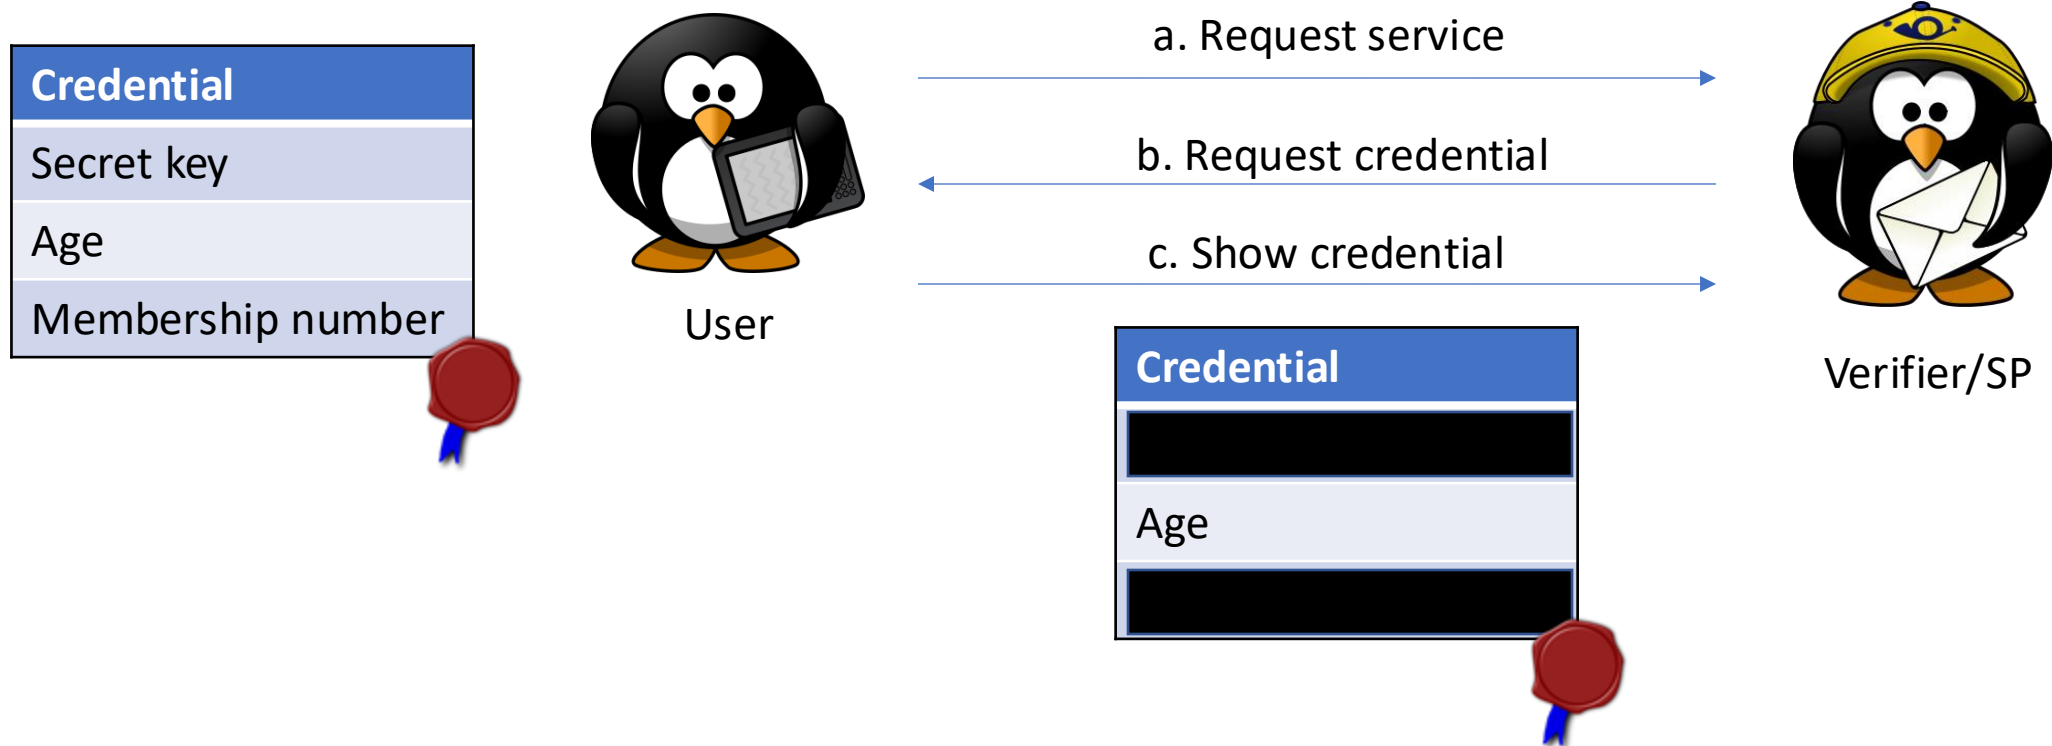 Credential
Secret key
Age
Membership number
User
a. Request service
b. Request credential
c. Show credential
Credential
Age
Verifier/SP